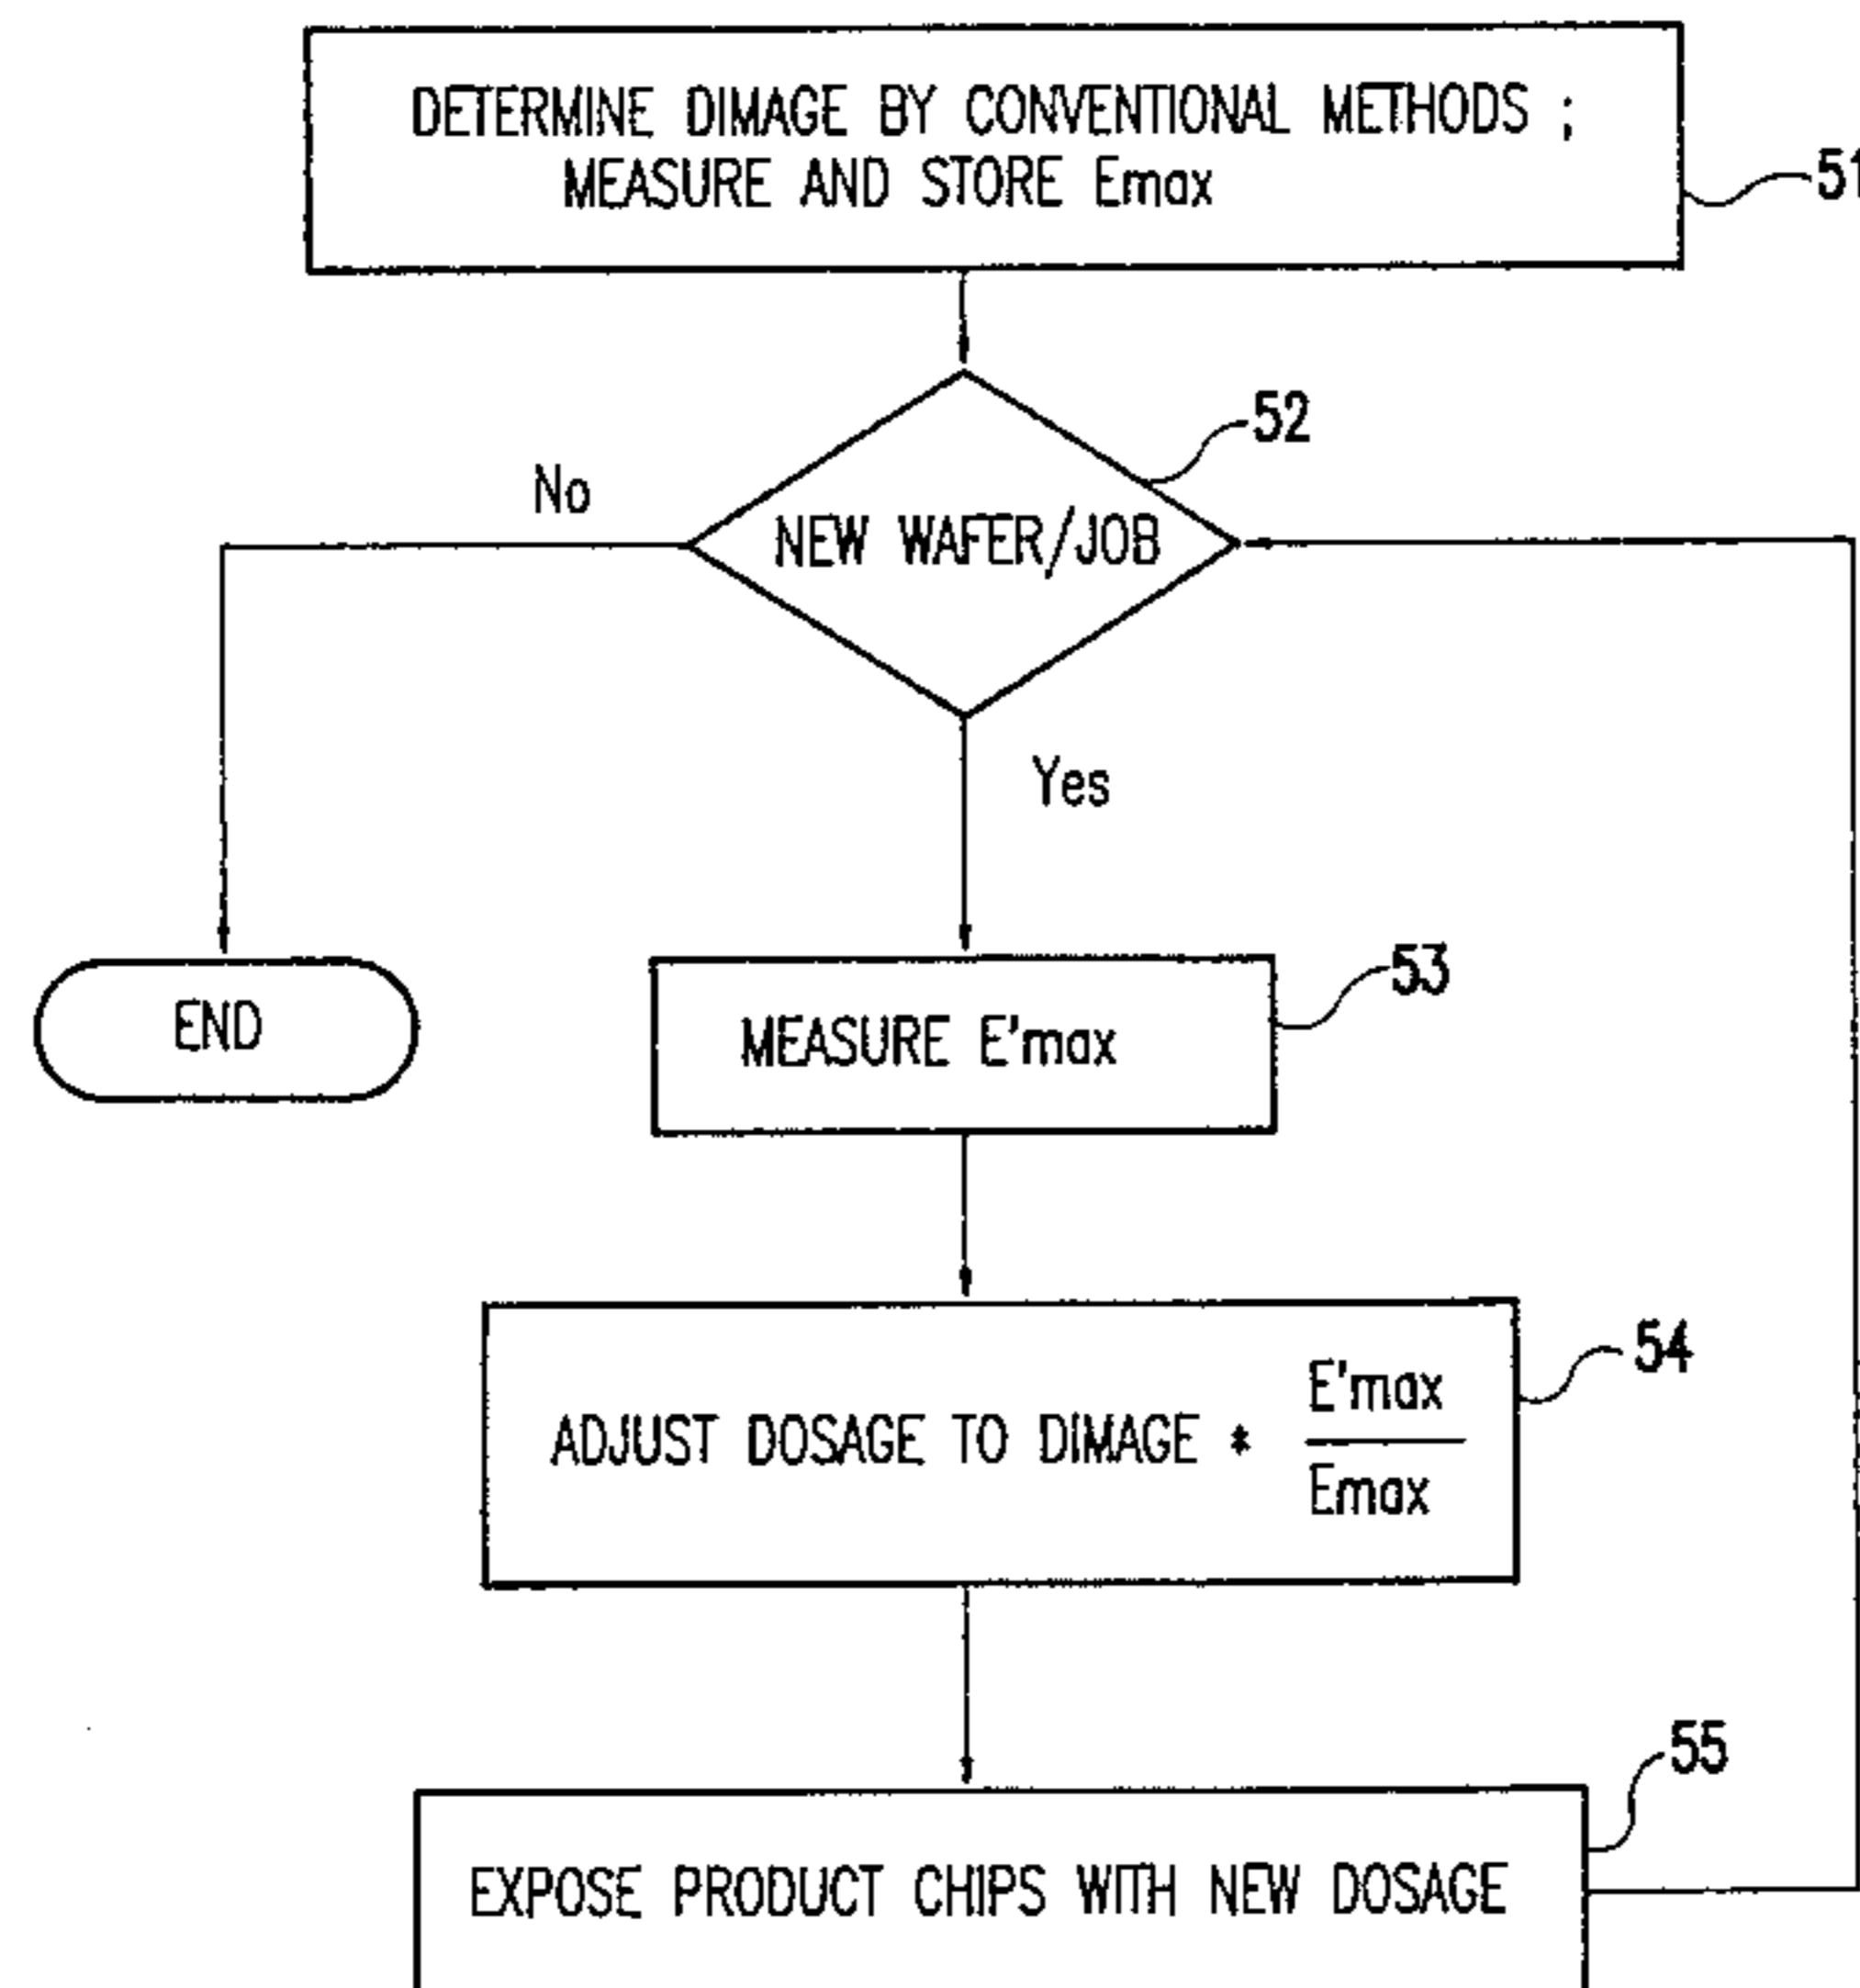 DETERMINE DIMAGE BY CONVENTIONAL METHODS ;
MEASURE AND STORE Emax
51
52
No
NEW WAFER/JOB
Yes
END
53
MEASURE E'max
54
ADJUST DOSAGE TO DIMAGE * E'max
Emax
55
EXPOSE PRODUCT CHIPS WITH NEW DOSAGE